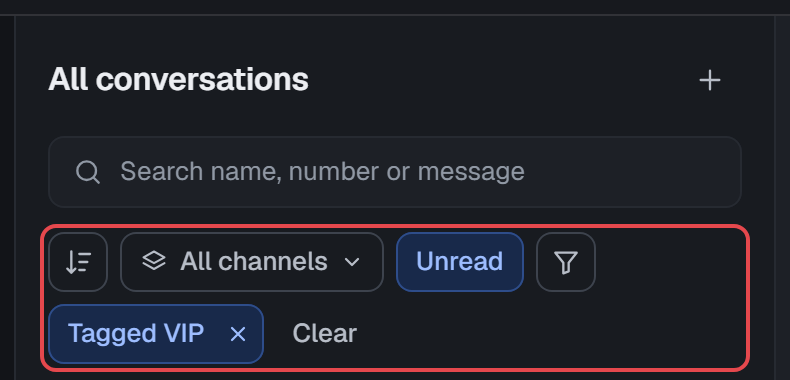 All conversations
Search name, number or message
All channels Unread
Tagged VIP Clear